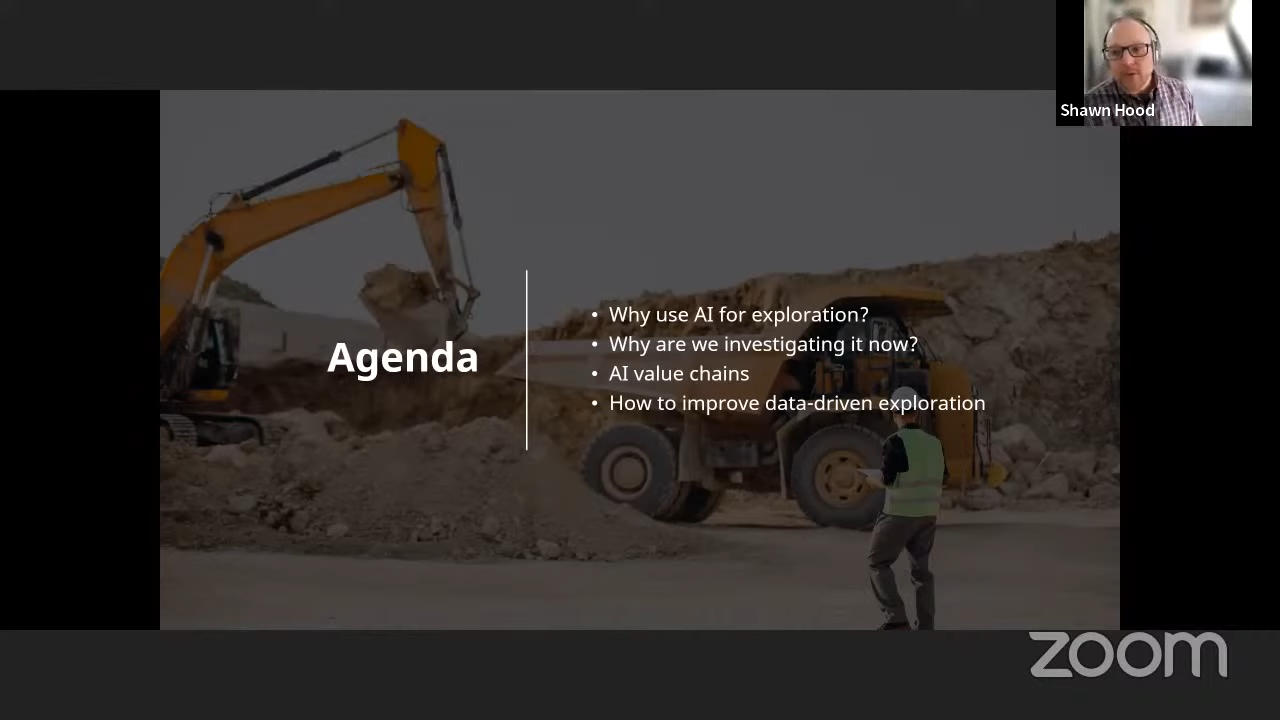 Shawn Hood
Agenda
• Why use AI for exploration?
• Why are we investigating it now?
• AI value chains
• How to improve data-driven exploration
zoom